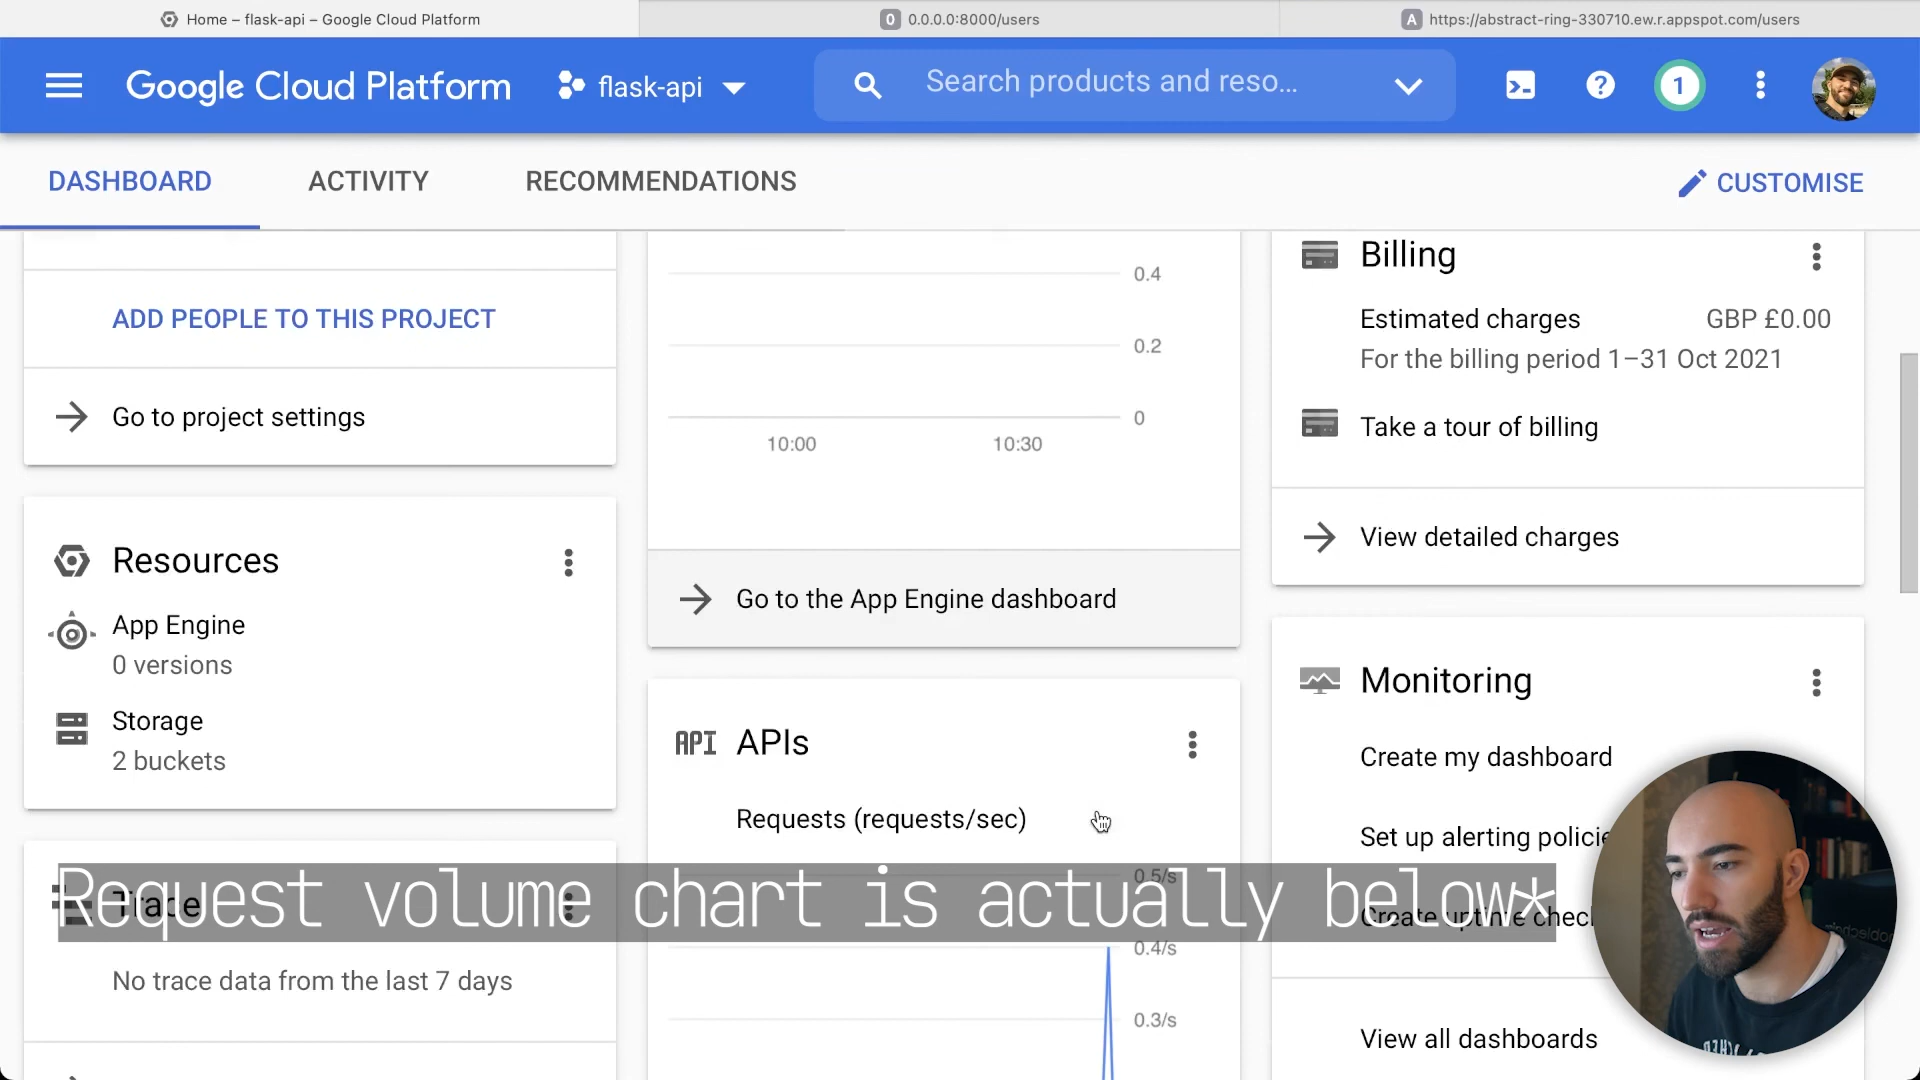 Home – flask-api – Google Cloud Platform
0 0.0.0.0:8000/users
A https://abstract-ring-330710.ew.r.appspot.com/users
Google Cloud Platform
flask-api
Search products and reso...
1
DASHBOARD
ACTIVITY
RECOMMENDATIONS
CUSTOMISE
ADD PEOPLE TO THIS PROJECT
Go to project settings
Resources
App Engine
0 versions
Storage
2 buckets
Trace
No trace data from the last 7 days
0.4
0.2
0
10:00
10:30
Go to the App Engine dashboard
API APIs
Requests (requests/sec)
0.5/s
0.4/s
0.3/s
Billing
Estimated charges
GBP £0.00
For the billing period 1–31 Oct 2021
Take a tour of billing
View detailed charges
Monitoring
Create my dashboard
Set up alerting policie
Create uptime chec
View all dashboards
Request volume chart is actually below*